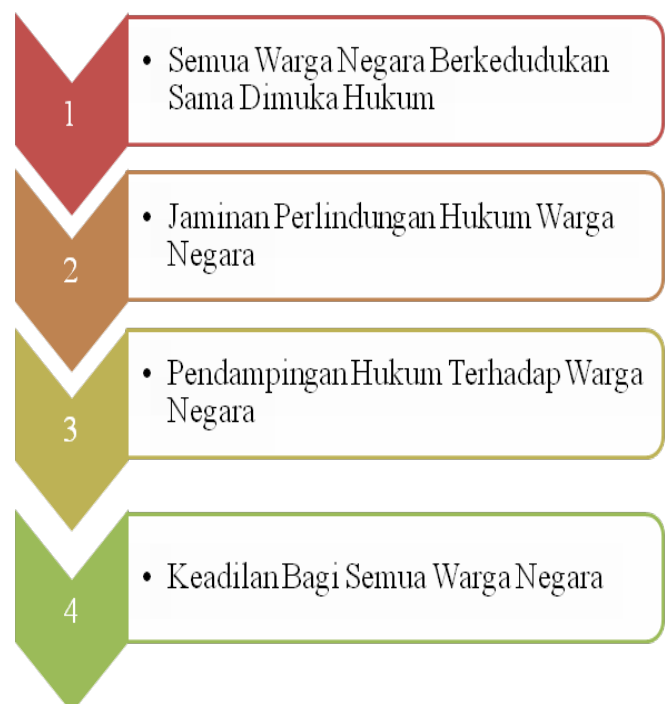 1
• Semua Warga Negara Berkedudukan
Sama Dimuka Hukum
2
• Jaminan Perlindungan Hukum Warga
Negara
3
• Pendampingan Hukum Terhadap Warga
Negara
4
• Keadilan Bagi Semua Warga Negara